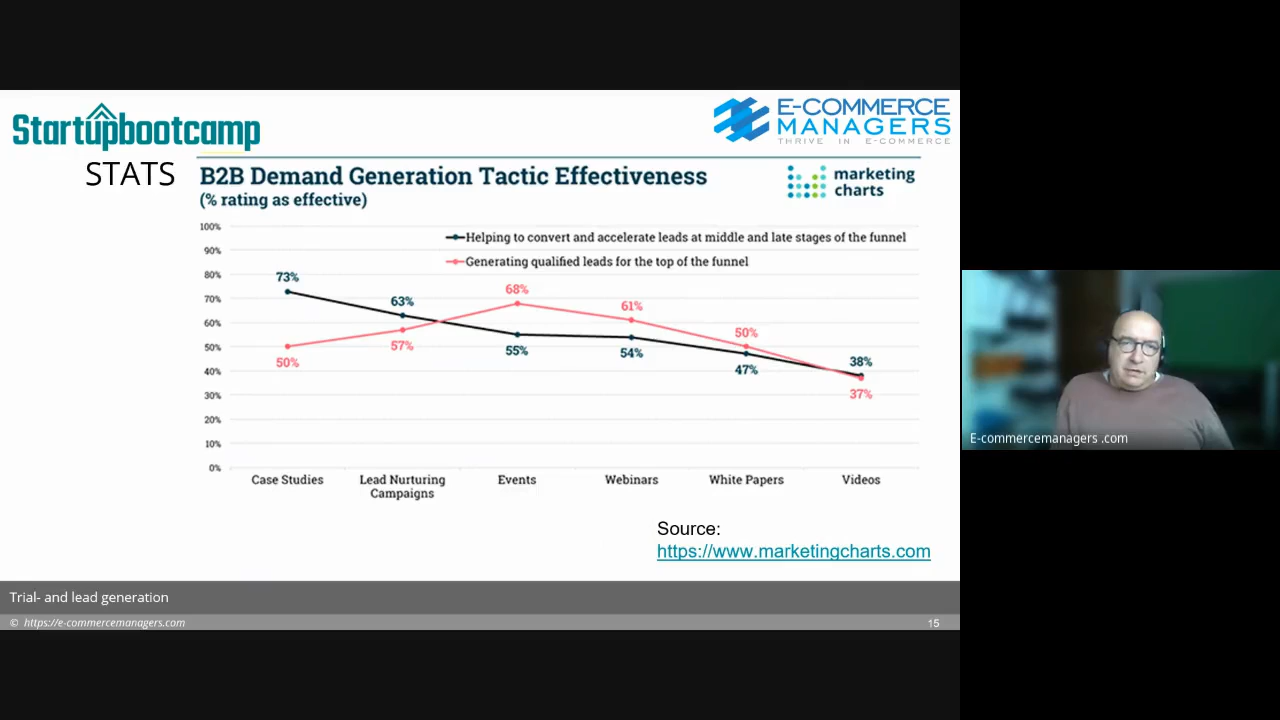 Startupbootcamp
E-COMMERCE
MANAGERS
THRIVE IN E-COMMERCE
STATS
B2B Demand Generation Tactic Effectiveness
(% rating as effective)
marketing
charts
100%
90%
80%
70%
60%
50%
40%
30%
20%
10%
0%
Helping to convert and accelerate leads at middle and late stages of the funnel
Generating qualified leads for the top of the funnel
73%
63%
68%
61%
50%
38%
50%
57%
55%
54%
47%
37%
Case Studies
Lead Nurturing
Campaigns
Events
Webinars
White Papers
Videos
Source:
https://www.marketingcharts.com
Trial- and lead generation
© https://e-commercemanagers.com
15
E-commercemanagers .com